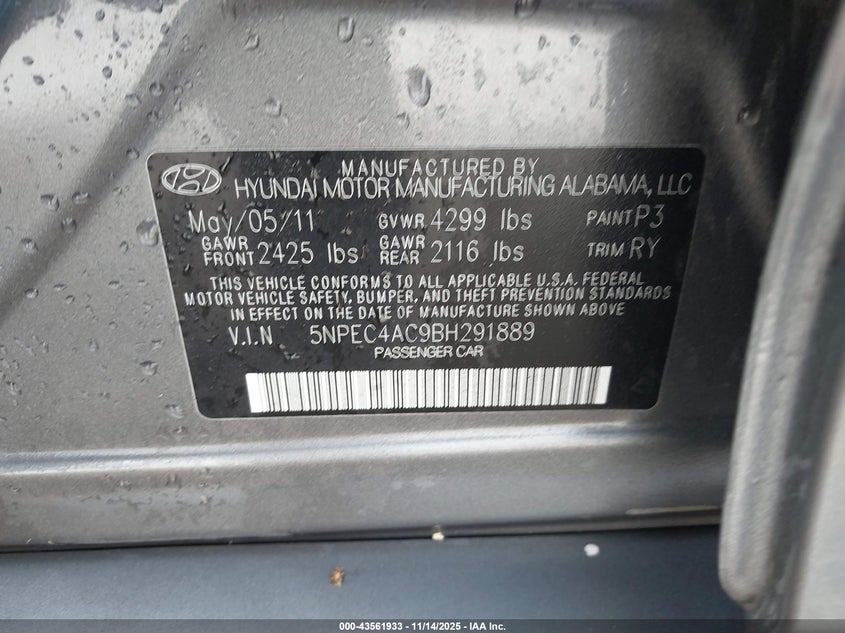 MANUFACTURED BY
HYUNDAI MOTOR MANUFACTURING ALABAMA, LLC
May/05/11 GVWR 4299 lbs PAINT P3
GAWR FRONT 2425 lbs GAWR REAR 2116 lbs TRIM RY
THIS VEHICLE CONFORMS TO ALL APPLICABLE U.S.A. FEDERAL
MOTOR VEHICLE SAFETY, BUMPER, AND THEFT PREVENTION STANDARDS
IN EFFECT ON THE DATE OF MANUFACTURE SHOWN ABOVE
V.I.N 5NPEC4AC9BH291889
PASSENGER CAR
000-43561933 - 11/14/2025 - IAA Inc.